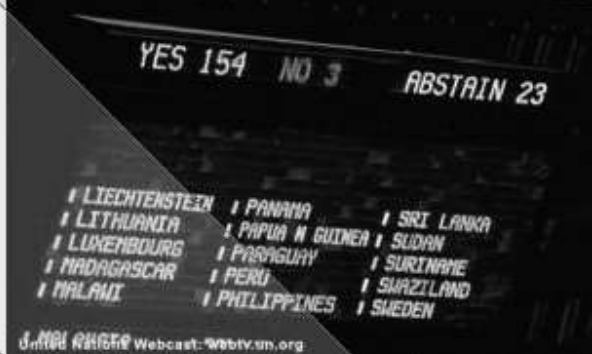 YES 154 NO 3 ABSTAIN 23
LIECHTENSTEIN PANAMA SRI LANKA
LITHUANIA PAPUA N GUINEA SUDAN
LUXEMBOURG PARAGUAY SURINAME
MADAGASCAR PERU SWAZILAND
MALAWI PHILIPPINES SWEDEN
United Nations Webcast: webtv.un.org